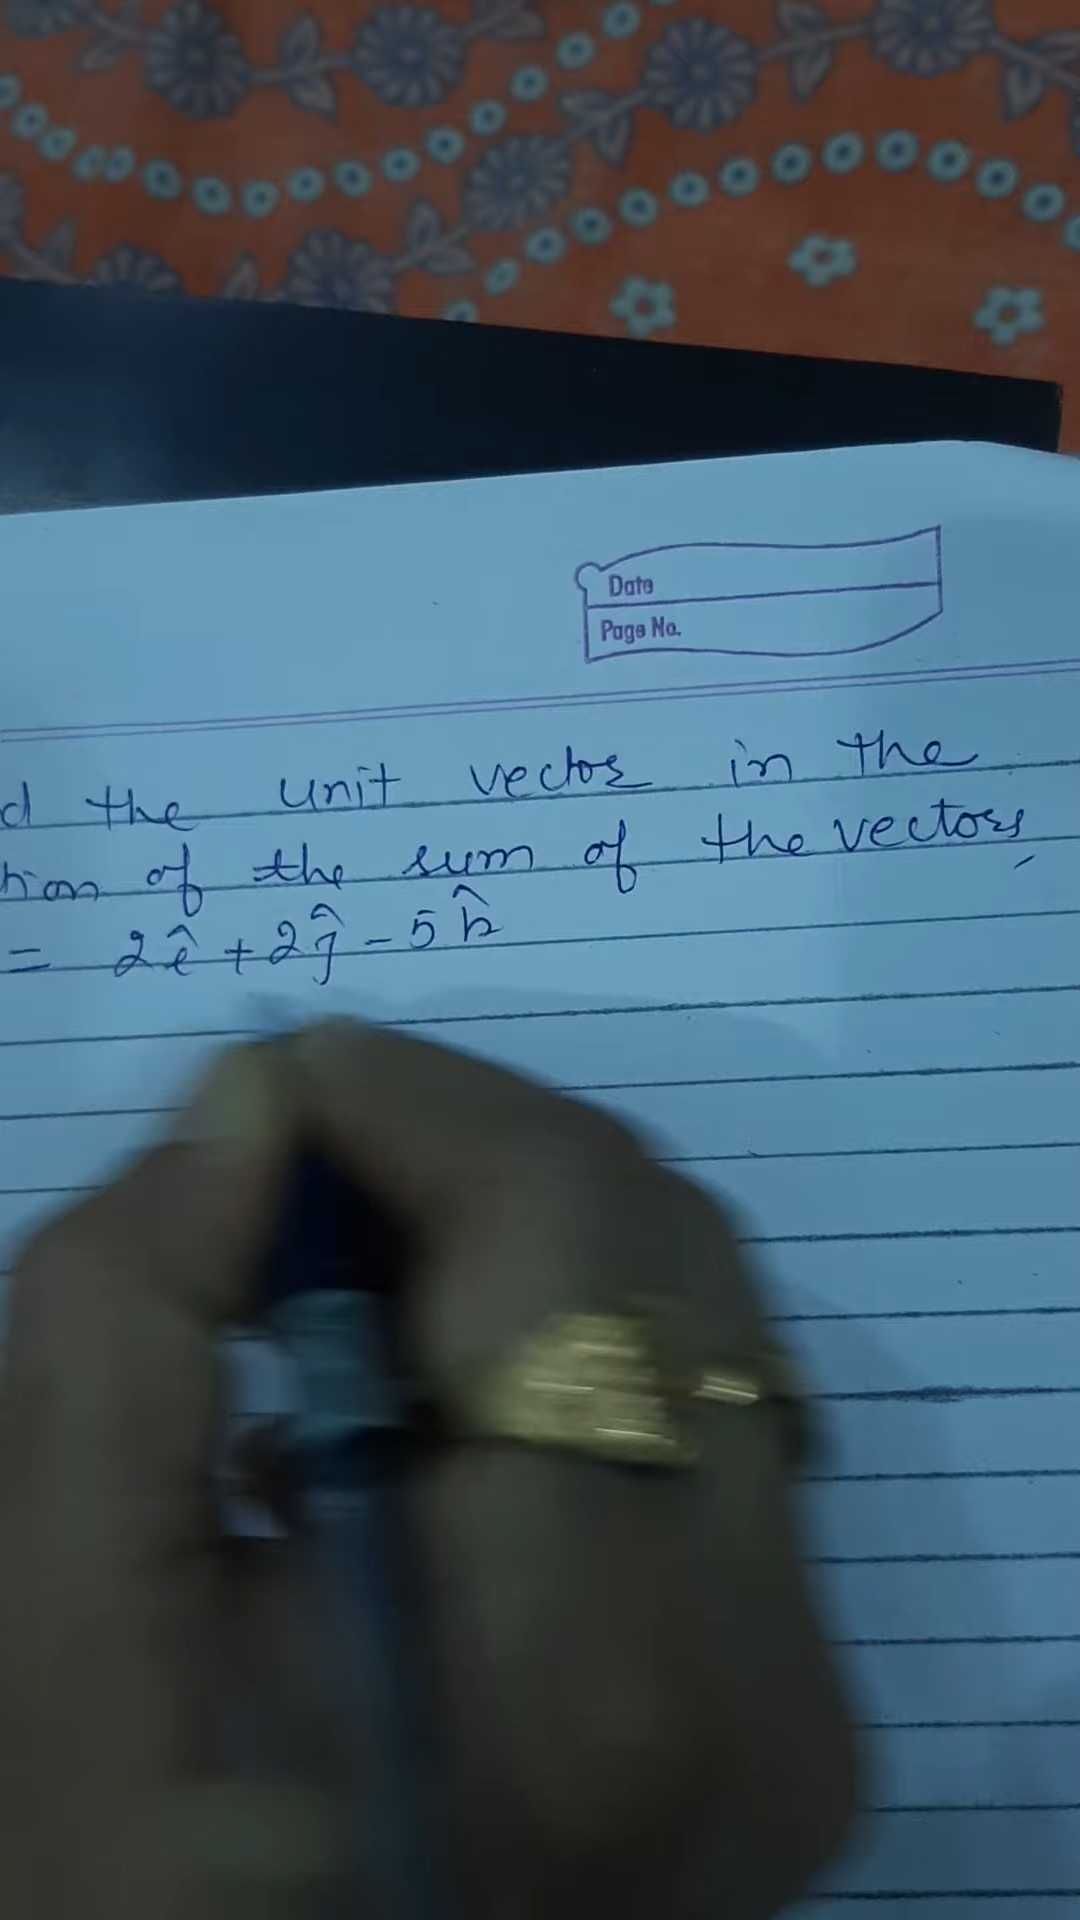 Date
Page No.
d the unit vector in the
tion of the sum of the vectors,
= 2î + 2ĵ - 5k̂